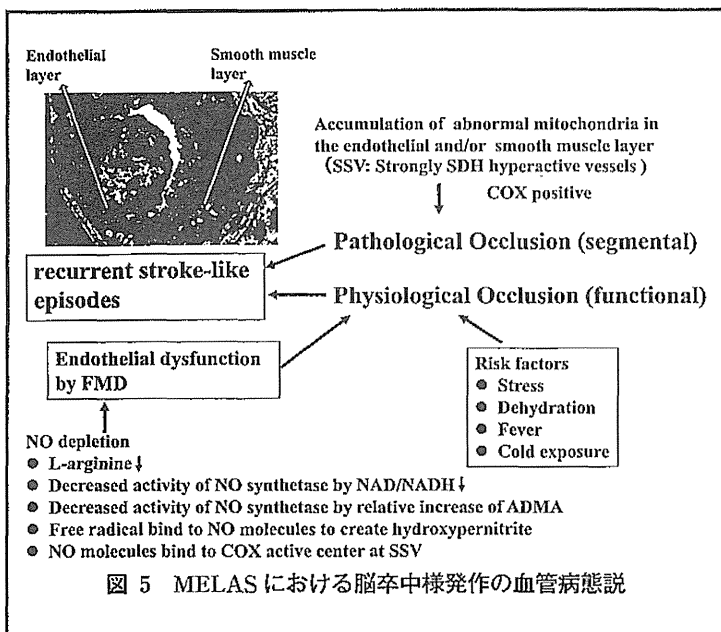 Endothelial
layer
Smooth muscle
layer
Accumulation of abnormal mitochondria in
the endothelial and/or smooth muscle layer
(SSV: Strongly SDH hyperactive vessels )
COX positive
Pathological Occlusion (segmental)
recurrent stroke-like
episodes
Physiological Occlusion (functional)
Endothelial dysfunction
by FMD
Risk factors
● Stress
● Dehydration
● Fever
● Cold exposure
NO depletion
● L-arginine↓
● Decreased activity of NO synthetase by NAD/NADH↓
● Decreased activity of NO synthetase by relative increase of ADMA
● Free radical bind to NO molecules to create hydroxypernitrite
● NO molecules bind to COX active center at SSV
図 5 MELAS における脳卒中様発作の血管病態説